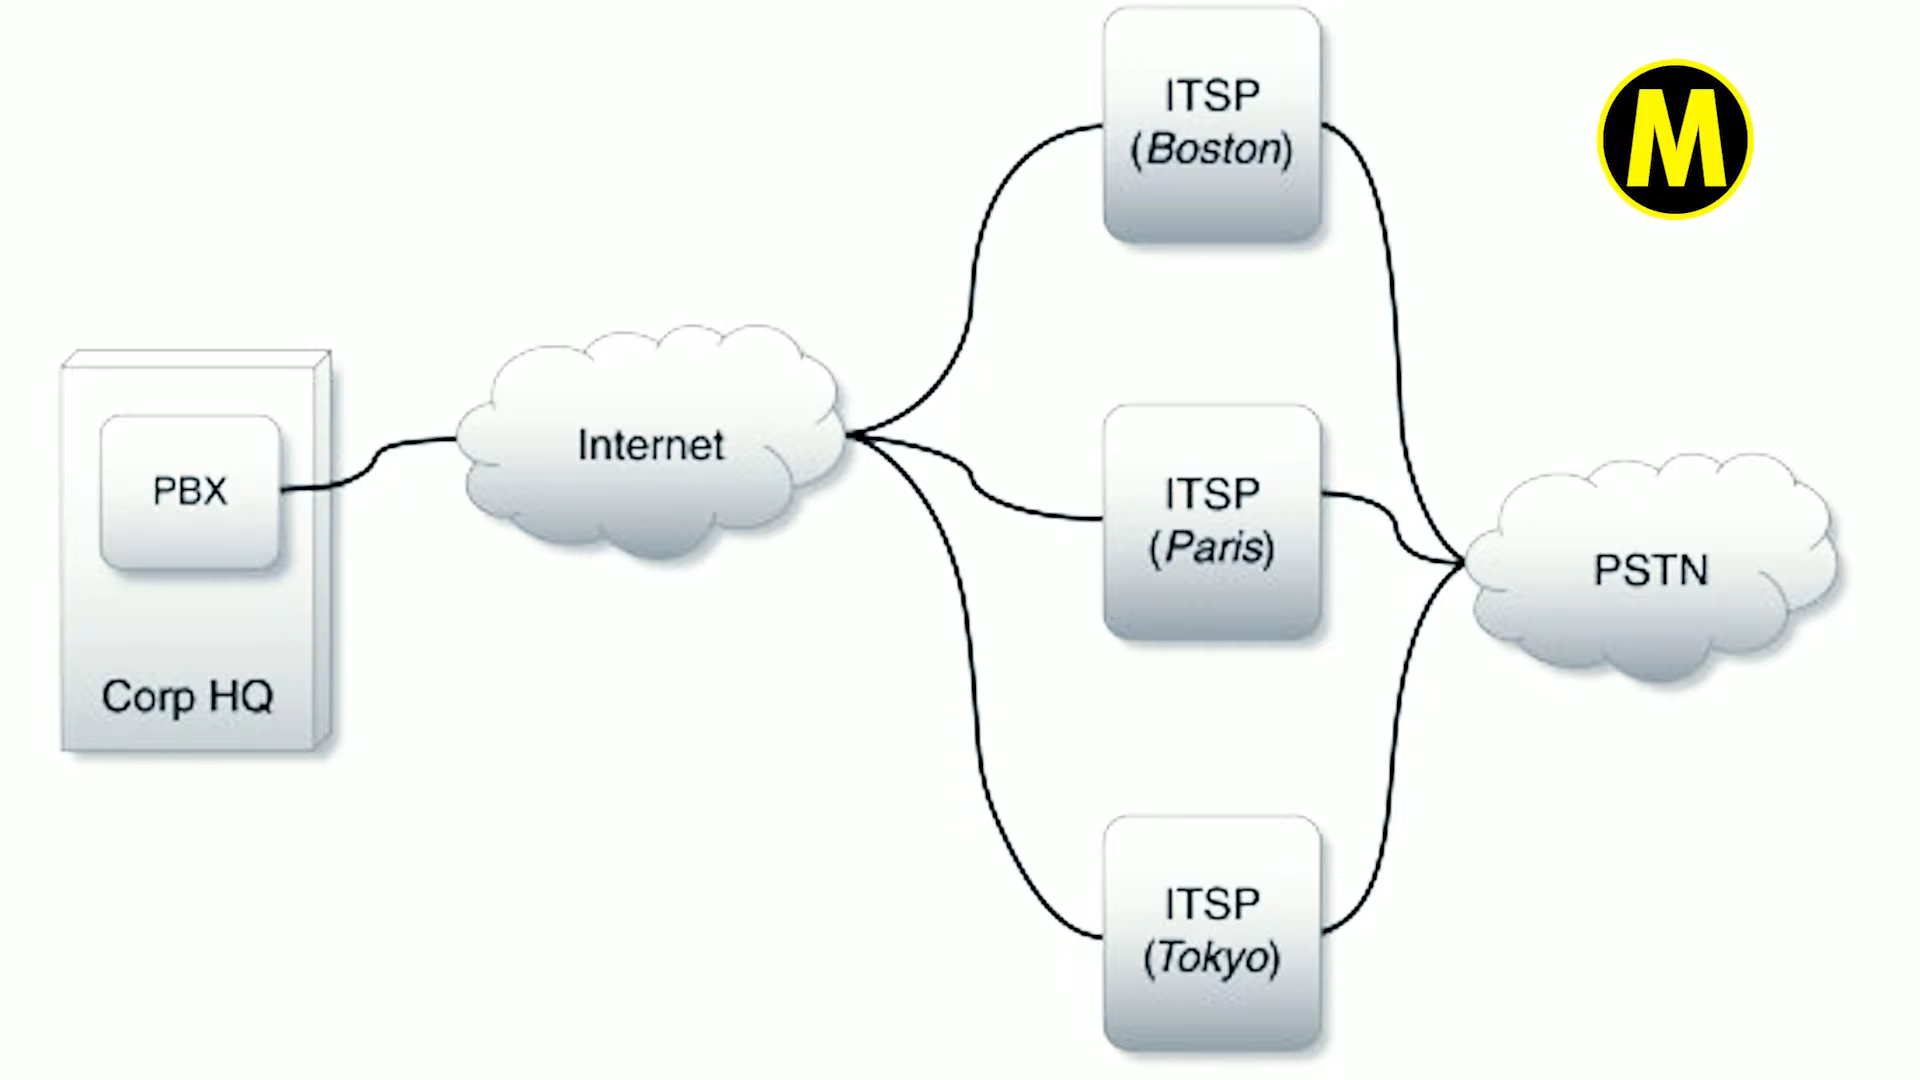 PBX
Corp HQ
Internet
ITSP
(Boston)
ITSP
(Paris)
ITSP
(Tokyo)
PSTN
M